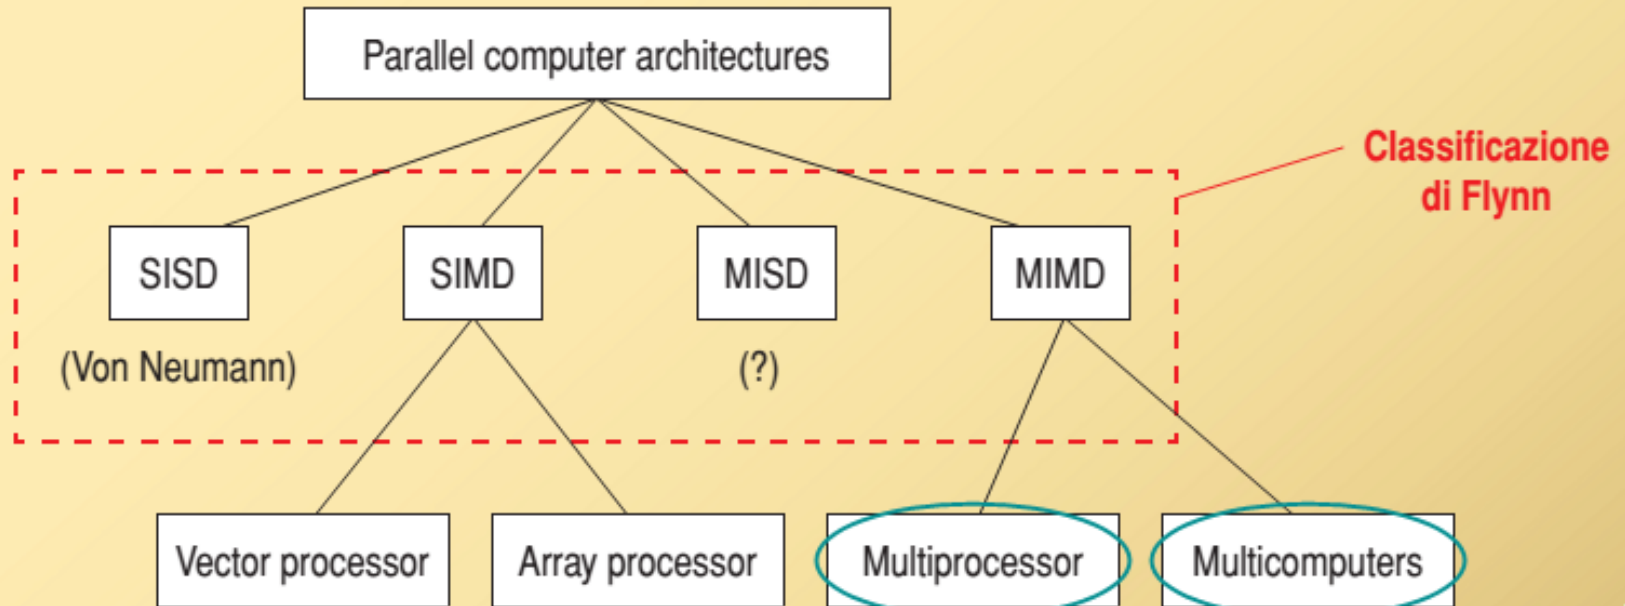 Parallel computer architectures
Classificazione
di Flynn
SISD
SIMD
MISD
MIMD
(Von Neumann)
(?)
Vector processor
Array processor
Multiprocessor
Multicomputers